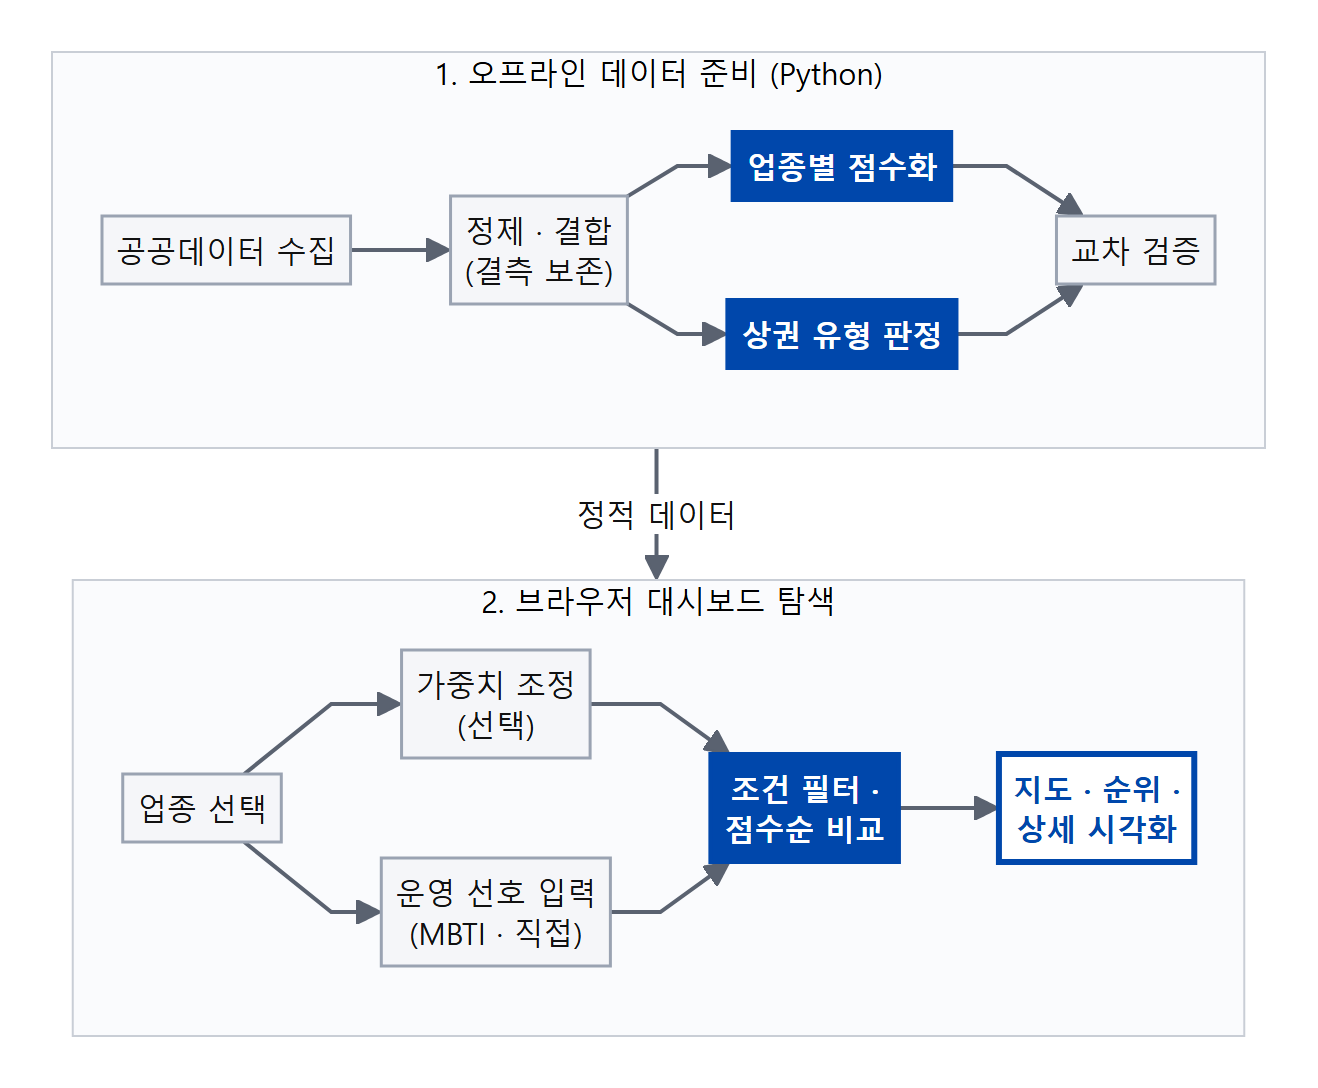 1. 오프라인 데이터 준비 (Python)
공공데이터 수집
정제 · 결합
(결측 보존)
업종별 점수화
상권 유형 판정
교차 검증
정적 데이터
2. 브라우저 대시보드 탐색
업종 선택
가중치 조정
(선택)
운영 선호 입력
(MBTI · 직접)
조건 필터 ·
점수순 비교
지도 · 순위 ·
상세 시각화